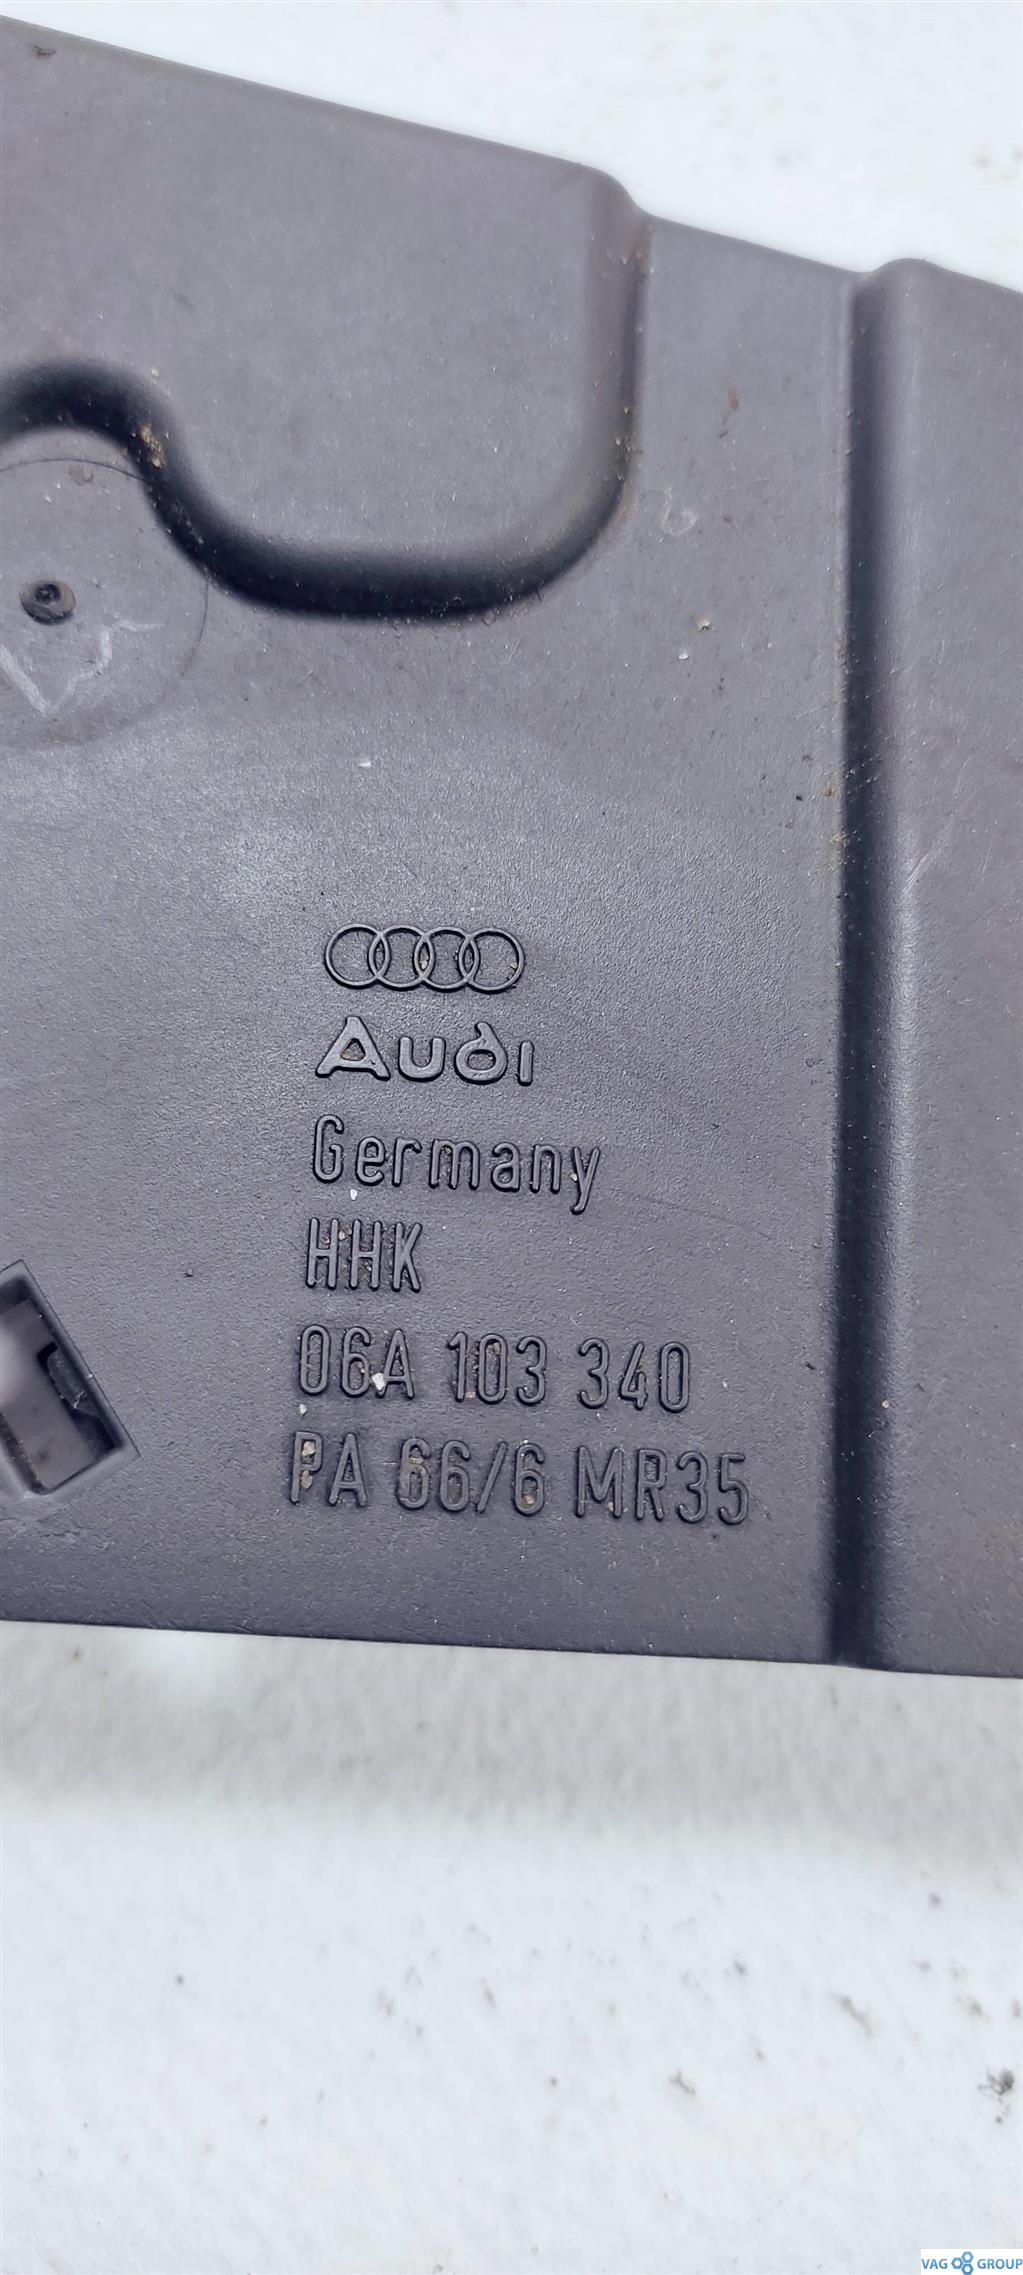 Audi
Germany
HHK
06A 103 340
PA 66/6 MR35
VAG GROUP